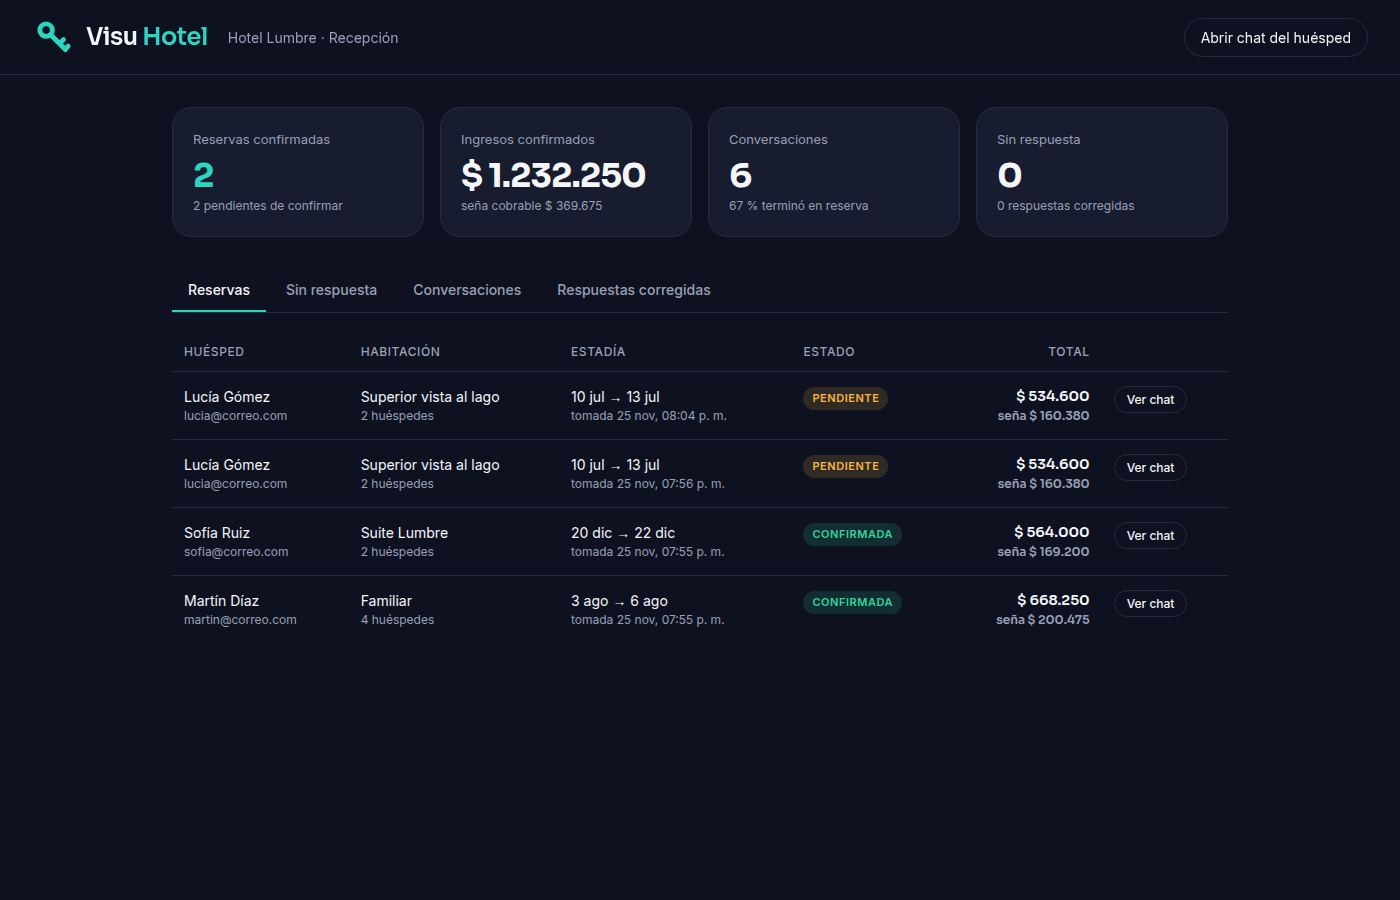 Visu Hotel Hotel Lumbre · Recepción Abrir chat del huésped
Reservas confirmadas
2
2 pendientes de confirmar
Ingresos confirmados
$ 1.232.250
seña cobrable $ 369.675
Conversaciones
6
67 % terminó en reserva
Sin respuesta
0
0 respuestas corregidas
Reservas Sin respuesta Conversaciones Respuestas corregidas
HUÉSPED HABITACIÓN ESTADÍA ESTADO TOTAL
Lucía Gómez Superior vista al lago 10 jul → 13 jul PENDIENTE $ 534.600 Ver chat
lucia@correo.com 2 huéspedes tomada 25 nov, 08:04 p. m. seña $ 160.380
Lucía Gómez Superior vista al lago 10 jul → 13 jul PENDIENTE $ 534.600 Ver chat
lucia@correo.com 2 huéspedes tomada 25 nov, 07:56 p. m. seña $ 160.380
Sofía Ruiz Suite Lumbre 20 dic → 22 dic CONFIRMADA $ 564.000 Ver chat
sofia@correo.com 2 huéspedes tomada 25 nov, 07:55 p. m. seña $ 169.200
Martín Díaz Familiar 3 ago → 6 ago CONFIRMADA $ 668.250 Ver chat
martin@correo.com 4 huéspedes tomada 25 nov, 07:55 p. m. seña $ 200.475